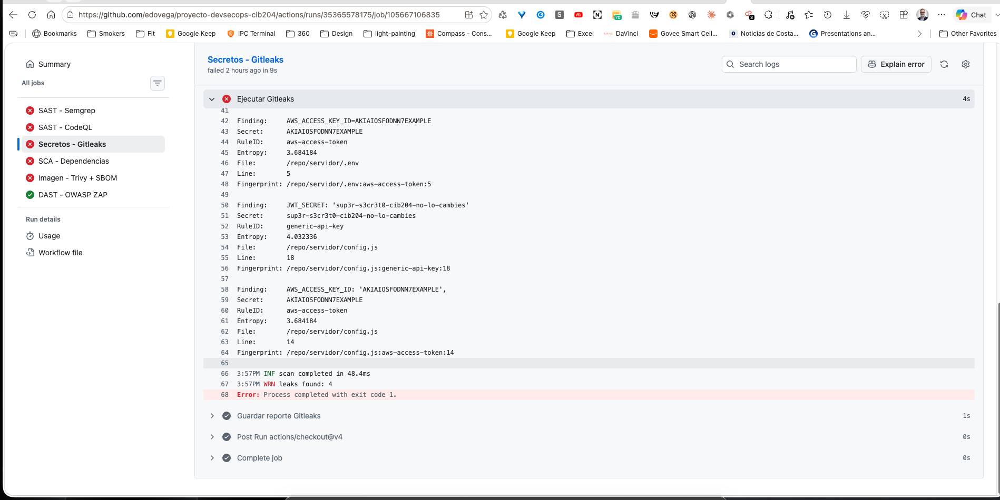 https://github.com/edovega/proyecto-devsecops-cib204/actions/runs/35365578175/job/105667106835
S
N
70
3
Chat
Bookmarks
Smokers
Fit
Google Keep
IPC Terminal
360
Design
light-painting
Compass - Cons...
Google Keep
Excel
DaVinci
Govee Smart Ceil...
Noticias de Costa...
Presentations an...
Other Favorites
Summary
All jobs
SAST - Semgrep
SAST - CodeQL
Secretos - Gitleaks
SCA - Dependencias
Imagen - Trivy + SBOM
DAST - OWASP ZAP
Run details
Usage
Workflow file
Secretos - Gitleaks
failed 2 hours ago in 9s
Search logs
Explain error
Ejecutar Gitleaks 4s
41
42 Finding: AWS_ACCESS_KEY_ID=AKIAIOSFODNN7EXAMPLE
43 Secret: AKIAIOSFODNN7EXAMPLE
44 RuleID: aws-access-token
45 Entropy: 3.684184
46 File: /repo/servidor/.env
47 Line: 5
48 Fingerprint: /repo/servidor/.env:aws-access-token:5
49
50 Finding: JWT_SECRET: 'sup3r-s3cr3t0-cib204-no-lo-cambies'
51 Secret: sup3r-s3cr3t0-cib204-no-lo-cambies
52 RuleID: generic-api-key
53 Entropy: 4.032336
54 File: /repo/servidor/config.js
55 Line: 18
56 Fingerprint: /repo/servidor/config.js:generic-api-key:18
57
58 Finding: AWS_ACCESS_KEY_ID: 'AKIAIOSFODNN7EXAMPLE',
59 Secret: AKIAIOSFODNN7EXAMPLE
60 RuleID: aws-access-token
61 Entropy: 3.684184
62 File: /repo/servidor/config.js
63 Line: 14
64 Fingerprint: /repo/servidor/config.js:aws-access-token:14
65
66 3:57PM INF scan completed in 48.4ms
67 3:57PM WRN leaks found: 4
68 Error: Process completed with exit code 1.
Guardar reporte Gitleaks 1s
Post Run actions/checkout@v4 0s
Complete job 0s